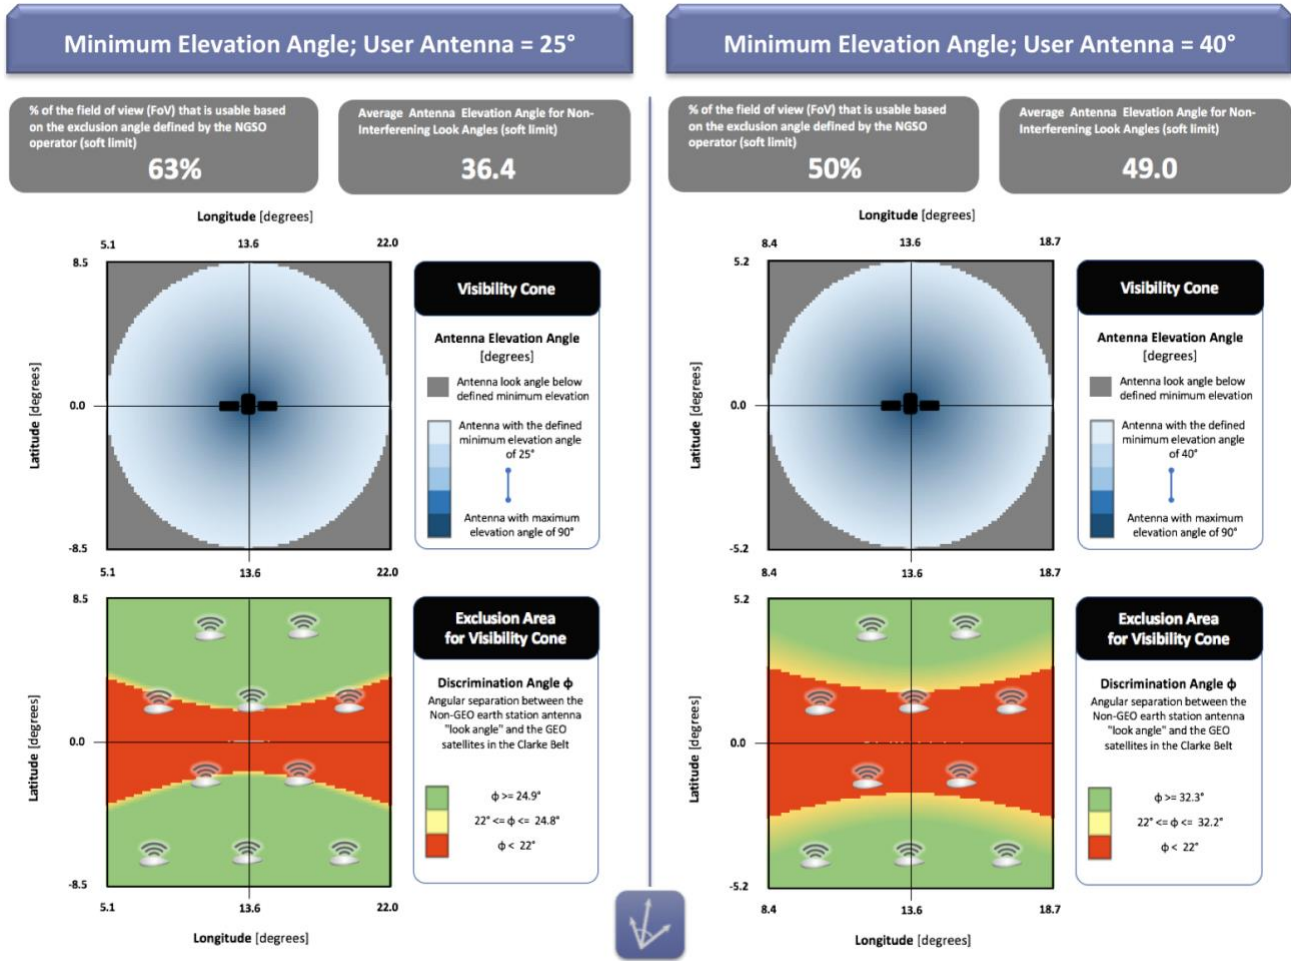 Minimum Elevation Angle; User Antenna = 25°
% of the field of view (FoV) that is usable based
on the exclusion angle defined by the NGSO
operator (soft limit)
63%
Average Antenna Elevation Angle for Non-
Interferening Look Angles (soft limit)
36.4
Longitude [degrees]
5.1 13.6 22.0
8.5
0.0
-8.5
Latitude [degrees]
5.1 13.6 22.0
Visibility Cone
Antenna Elevation Angle
[degrees]
Antenna look angle below
defined minimum elevation
Antenna with the defined
minimum elevation angle
of 25°
Antenna with maximum
elevation angle of 90°
8.5
0.0
-8.5
Latitude [degrees]
5.1 13.6 22.0
Longitude [degrees]
Exclusion Area
for Visibility Cone
Discrimination Angle ϕ
Angular separation between the
Non-GEO earth station antenna
"look angle" and the GEO
satellites in the Clarke Belt
ϕ >= 24.9°
22° <= ϕ <= 24.8°
ϕ < 22°
Minimum Elevation Angle; User Antenna = 40°
% of the field of view (FoV) that is usable based
on the exclusion angle defined by the NGSO
operator (soft limit)
50%
Average Antenna Elevation Angle for Non-
Interferening Look Angles (soft limit)
49.0
Longitude [degrees]
8.4 13.6 18.7
5.2
0.0
-5.2
Latitude [degrees]
8.4 13.6 18.7
Visibility Cone
Antenna Elevation Angle
[degrees]
Antenna look angle below
defined minimum elevation
Antenna with the defined
minimum elevation angle
of 40°
Antenna with maximum
elevation angle of 90°
5.2
0.0
-5.2
Latitude [degrees]
8.4 13.6 18.7
Longitude [degrees]
Exclusion Area
for Visibility Cone
Discrimination Angle ϕ
Angular separation between the
Non-GEO earth station antenna
"look angle" and the GEO
satellites in the Clarke Belt
ϕ >= 32.3°
22° <= ϕ <= 32.2°
ϕ < 22°